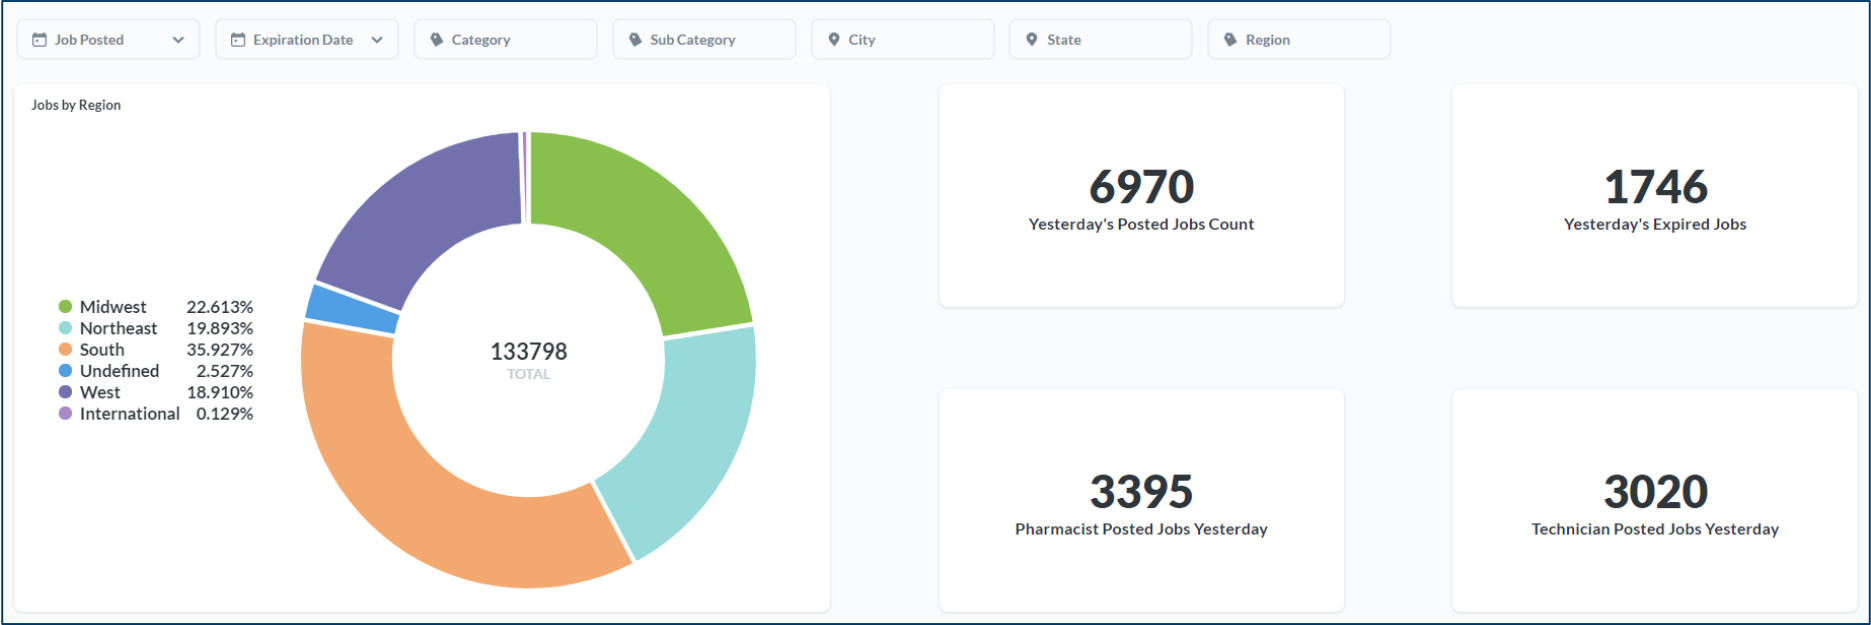 Job Posted
Expiration Date
Category
Sub Category
City
State
Region
Jobs by Region
Midwest 22.613%
Northeast 19.893%
South 35.927%
Undefined 2.527%
West 18.910%
International 0.129%
133798
TOTAL
6970
Yesterday's Posted Jobs Count
1746
Yesterday's Expired Jobs
3395
Pharmacist Posted Jobs Yesterday
3020
Technician Posted Jobs Yesterday